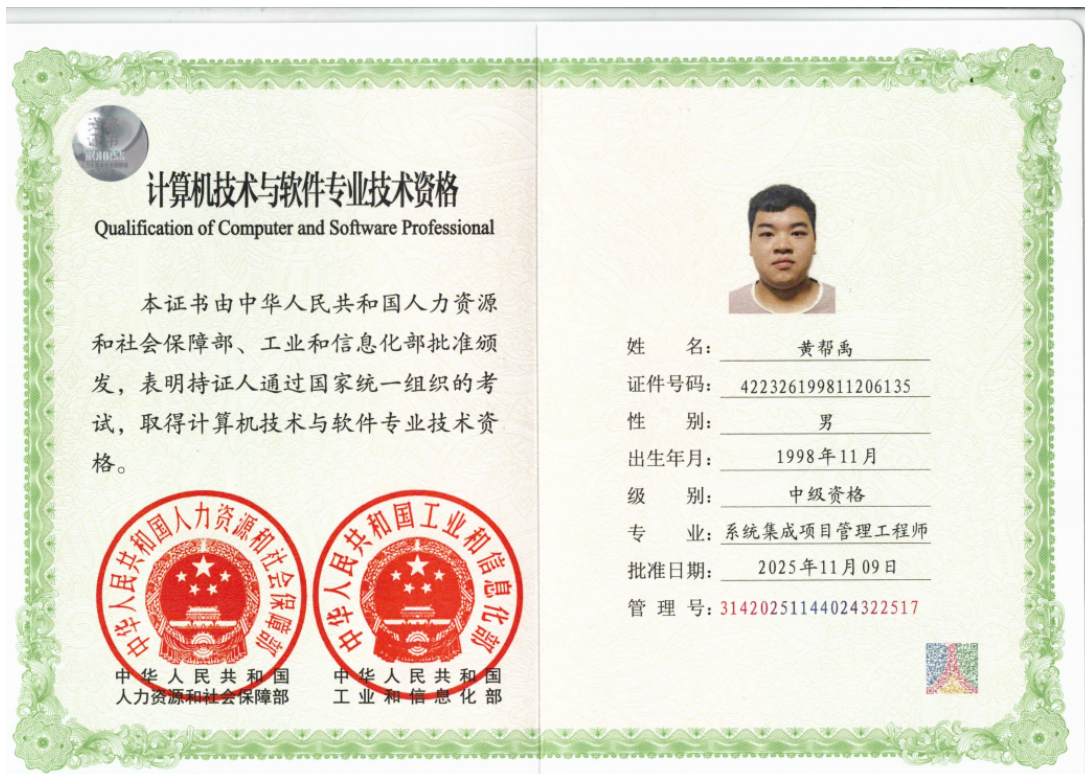 计算机技术与软件专业技术资格
Qualification of Computer and Software Professional
本证书由中华人民共和国人力资源
和社会保障部、工业和信息化部批准颁
发，表明持证人通过国家统一组织的考
试，取得计算机技术与软件专业技术资
格。
中华人民共和国人力资源和社会保障部
中华人民共和国工业和信息化部
中华人民共和国
人力资源和社会保障部
中华人民共和国
工业和信息化部
姓 名： 黄帮禹
证件号码： 422326199811206135
性 别： 男
出生年月： 1998年11月
级 别： 中级资格
专 业： 系统集成项目管理工程师
批准日期： 2025年11月09日
管 理 号： 31420251144024322517